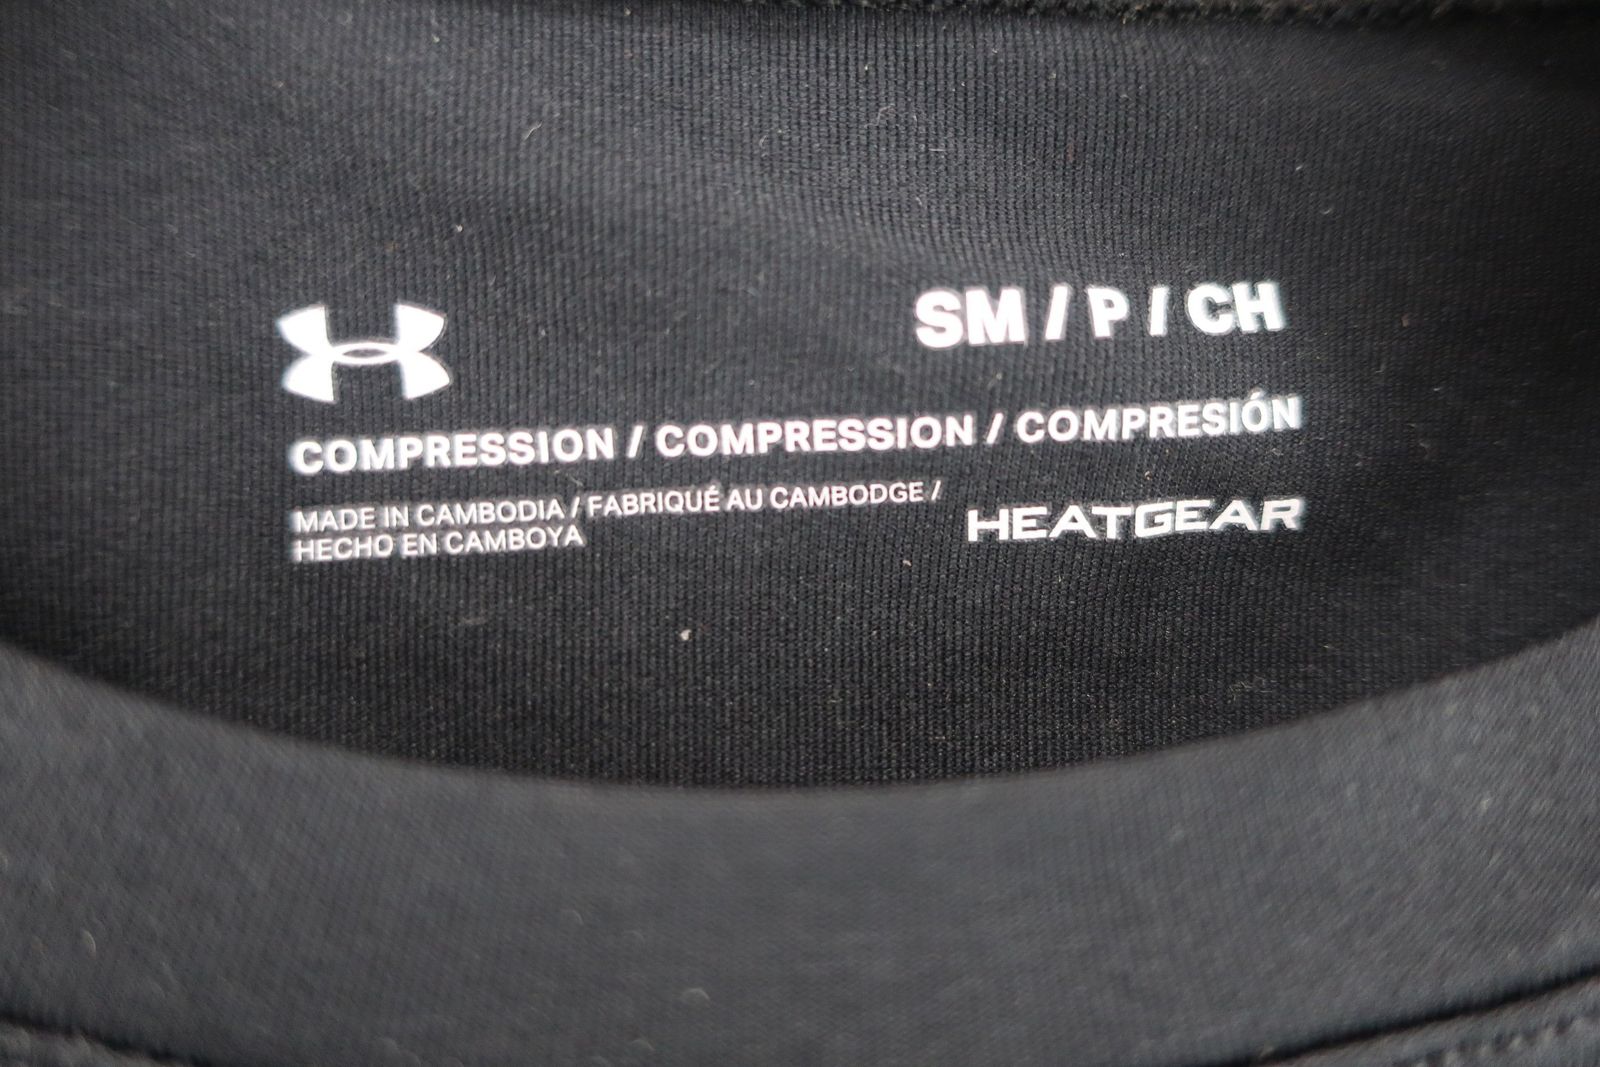 SM / P / CH
COMPRESSION / COMPRESSION / COMPRESIÓN
MADE IN CAMBODIA / FABRIQUÉ AU CAMBODGE /
HECHO EN CAMBOYA
HEATGEAR